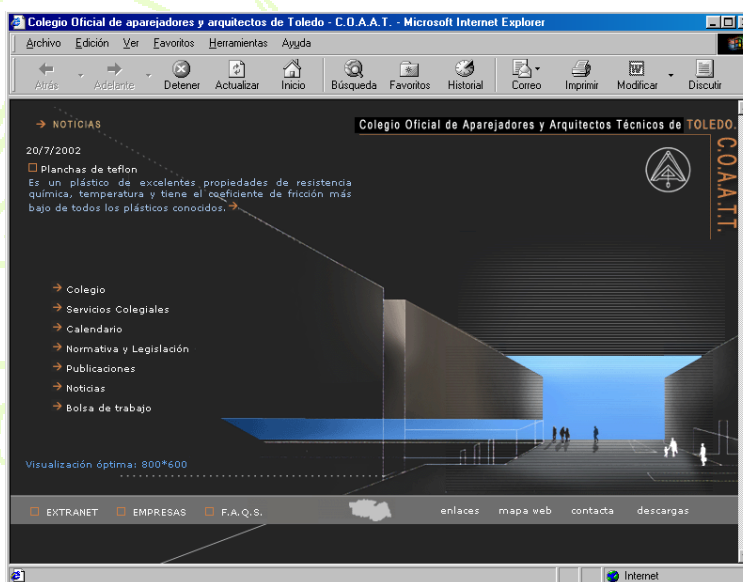 Colegio Oficial de aparejadores y arquitectos de Toledo - C.O.A.A.T. - Microsoft Internet Explorer
Archivo Edición Ver Favoritos Herramientas Ayuda
Atrás Adelante Detener Actualizar Inicio Búsqueda Favoritos Historial Correo Imprimir Modificar Discutir
NOTICIAS
Colegio Oficial de Aparejadores y Arquitectos Técnicos de TOLEDO.
C.O.A.A.T.T.
20/7/2002
Planchas de teflon
Es un plástico de excelentes propiedades de resistencia
química, temperatura y tiene el coeficiente de fricción más
bajo de todos los plásticos conocidos.
Colegio
Servicios Colegiales
Calendario
Normativa y Legislación
Publicaciones
Noticias
Bolsa de trabajo
Visualización óptima: 800*600
EXTRANET EMPRESAS F.A.Q.S. enlaces mapa web contacta descargas
Internet